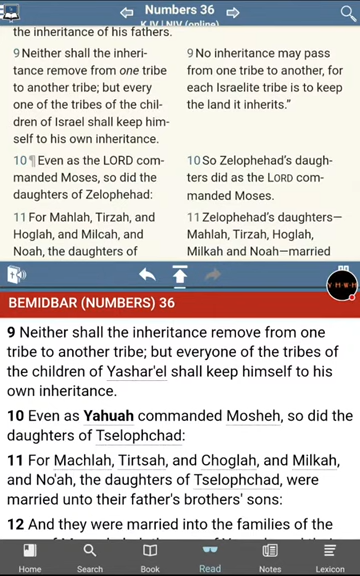 Numbers 36
KJV | NIV (online)
the inheritance of his fathers.
9 Neither shall the inheri-
tance remove from one tribe
to another tribe; but every
one of the tribes of the chil-
dren of Israel shall keep him-
self to his own inheritance.
10 ¶ Even as the LORD com-
manded Moses, so did the
daughters of Zelophehad:
11 For Mahlah, Tirzah, and
Hoglah, and Milcah, and
Noah, the daughters of
9 No inheritance may pass
from one tribe to another, for
each Israelite tribe is to keep
the land it inherits.”
10 So Zelophehad’s daugh-
ters did as the LORD com-
manded Moses.
11 Zelophehad’s daughters—
Mahlah, Tirzah, Hoglah,
Milkah and Noah—married
Y·H·W·H
BEMIDBAR (NUMBERS) 36
9 Neither shall the inheritance remove from one
tribe to another tribe; but everyone of the tribes of
the children of Yashar'el shall keep himself to his
own inheritance.
10 Even as Yahuah commanded Mosheh, so did the
daughters of Tselophchad:
11 For Machlah, Tirtsah, and Choglah, and Milkah,
and No'ah, the daughters of Tselophchad, were
married unto their father's brothers' sons:
12 And they were married into the families of the
Home
Search
Book
Read
Notes
Lexicon